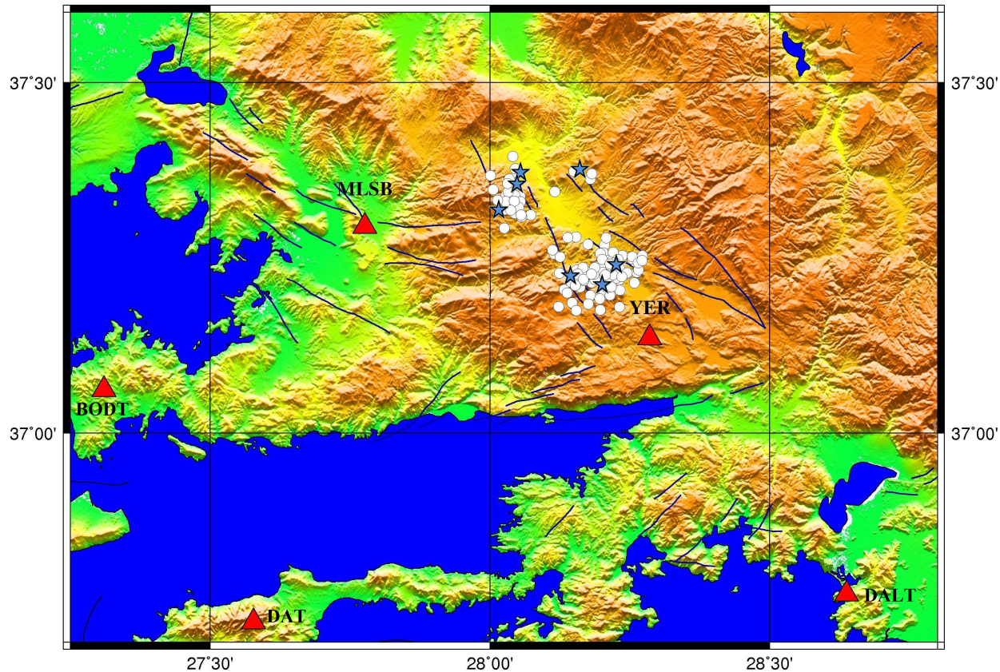 37˚30'
37˚30'
MLSB
YER
BODT
37˚00'
37˚00'
DALT
DAT
27˚30'
28˚00'
28˚30'